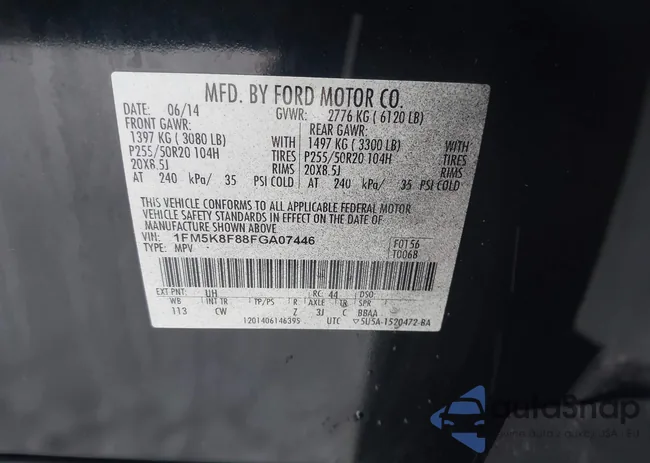 MFD. BY FORD MOTOR CO.
DATE: 06/14 GVWR: 2776 KG ( 6120 LB)
FRONT GAWR: REAR GAWR:
1397 KG ( 3080 LB) WITH 1497 KG ( 3300 LB) WITH
P255/50R20 104H TIRES P255/50R20 104H TIRES
20X8.5J RIMS 20X8.5J RIMS
AT 240 kPa/ 35 PSI COLD AT 240 kPa/ 35 PSI COLD
THIS VEHICLE CONFORMS TO ALL APPLICABLE FEDERAL MOTOR
VEHICLE SAFETY STANDARDS IN EFFECT ON THE DATE OF
MANUFACTURE SHOWN ABOVE.
VIN: 1FM5K8F88FGA07446 F0156
TYPE: MPV T006B
EXT PNT: UH RC: 44 DSO:
WB INT TR TP/PS R AXLE TR SPR
113 CW Z 3J C BBAA
1201406146395 UTC ▽5U5A-1520472-BA
autoSnap